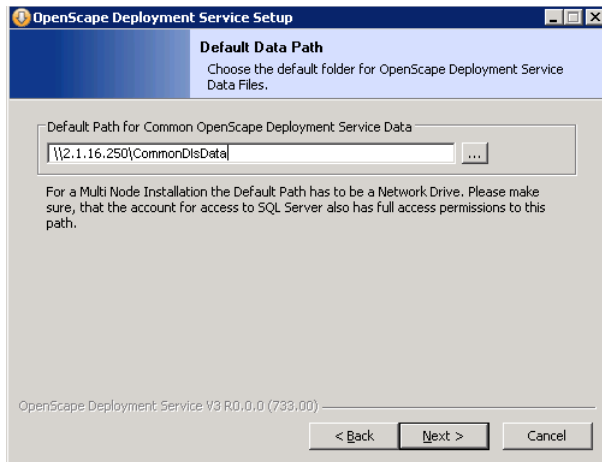 OpenScape Deployment Service Setup
Default Data Path
Choose the default folder for OpenScape Deployment Service
Data Files.
Default Path for Common OpenScape Deployment Service Data
\\2.1.16.250\CommonDlsData
...
For a Multi Node Installation the Default Path has to be a Network Drive. Please make
sure, that the account for access to SQL Server also has full access permissions to this
path.
OpenScape Deployment Service V3 R0.0.0 (733.00)
< Back
Next >
Cancel